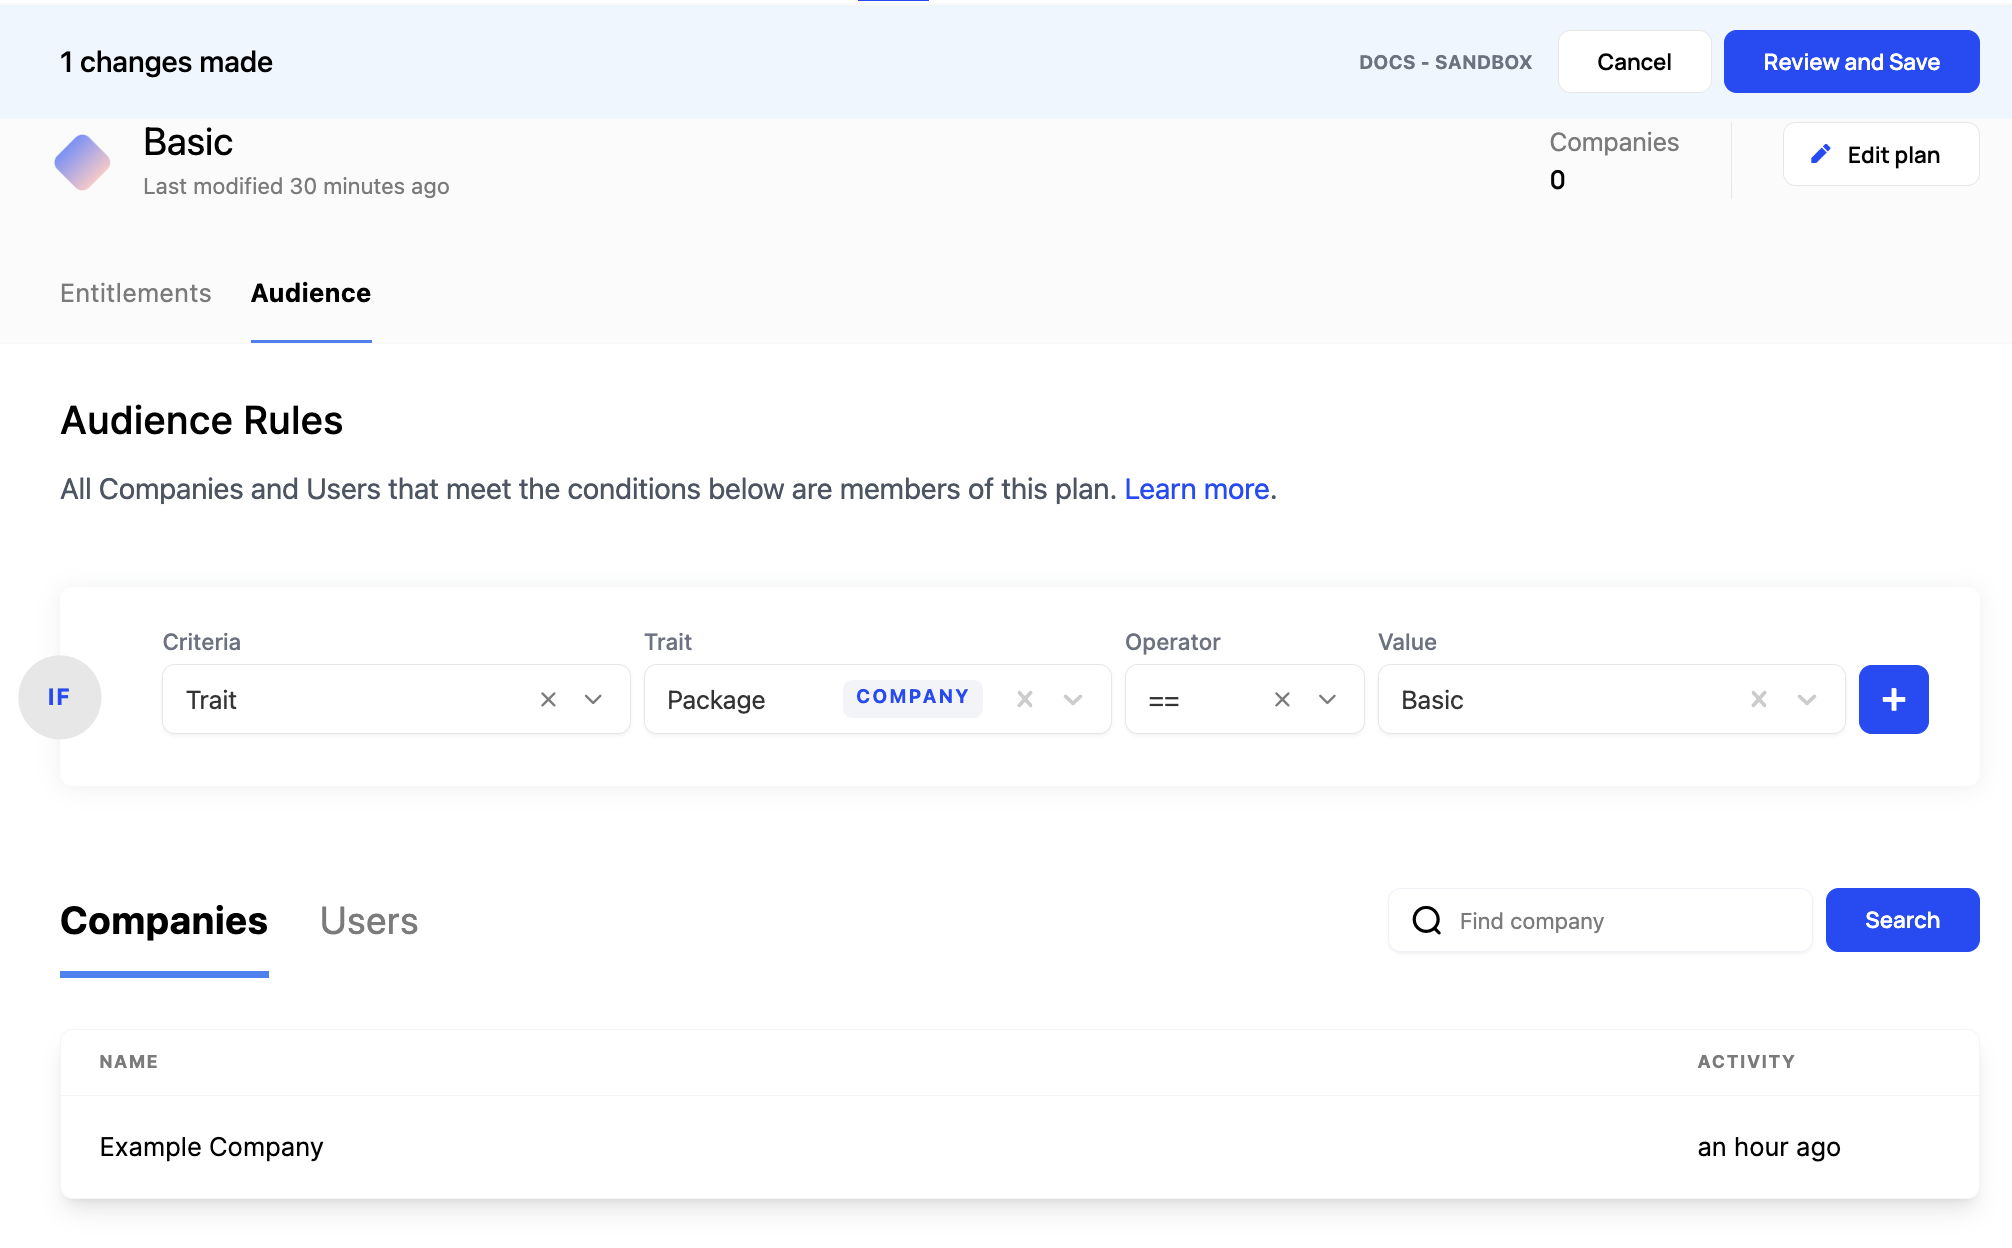 1 changes made
DOCS - SANDBOX
Cancel
Review and Save
Basic
Last modified 30 minutes ago
Companies
0
Edit plan
Entitlements
Audience
Audience Rules
All Companies and Users that meet the conditions below are members of this plan. Learn more.
IF
Criteria
Trait
Operator
Value
Trait
Package
COMPANY
==
Basic
Companies
Users
Find company
Search
NAME
ACTIVITY
Example Company
an hour ago